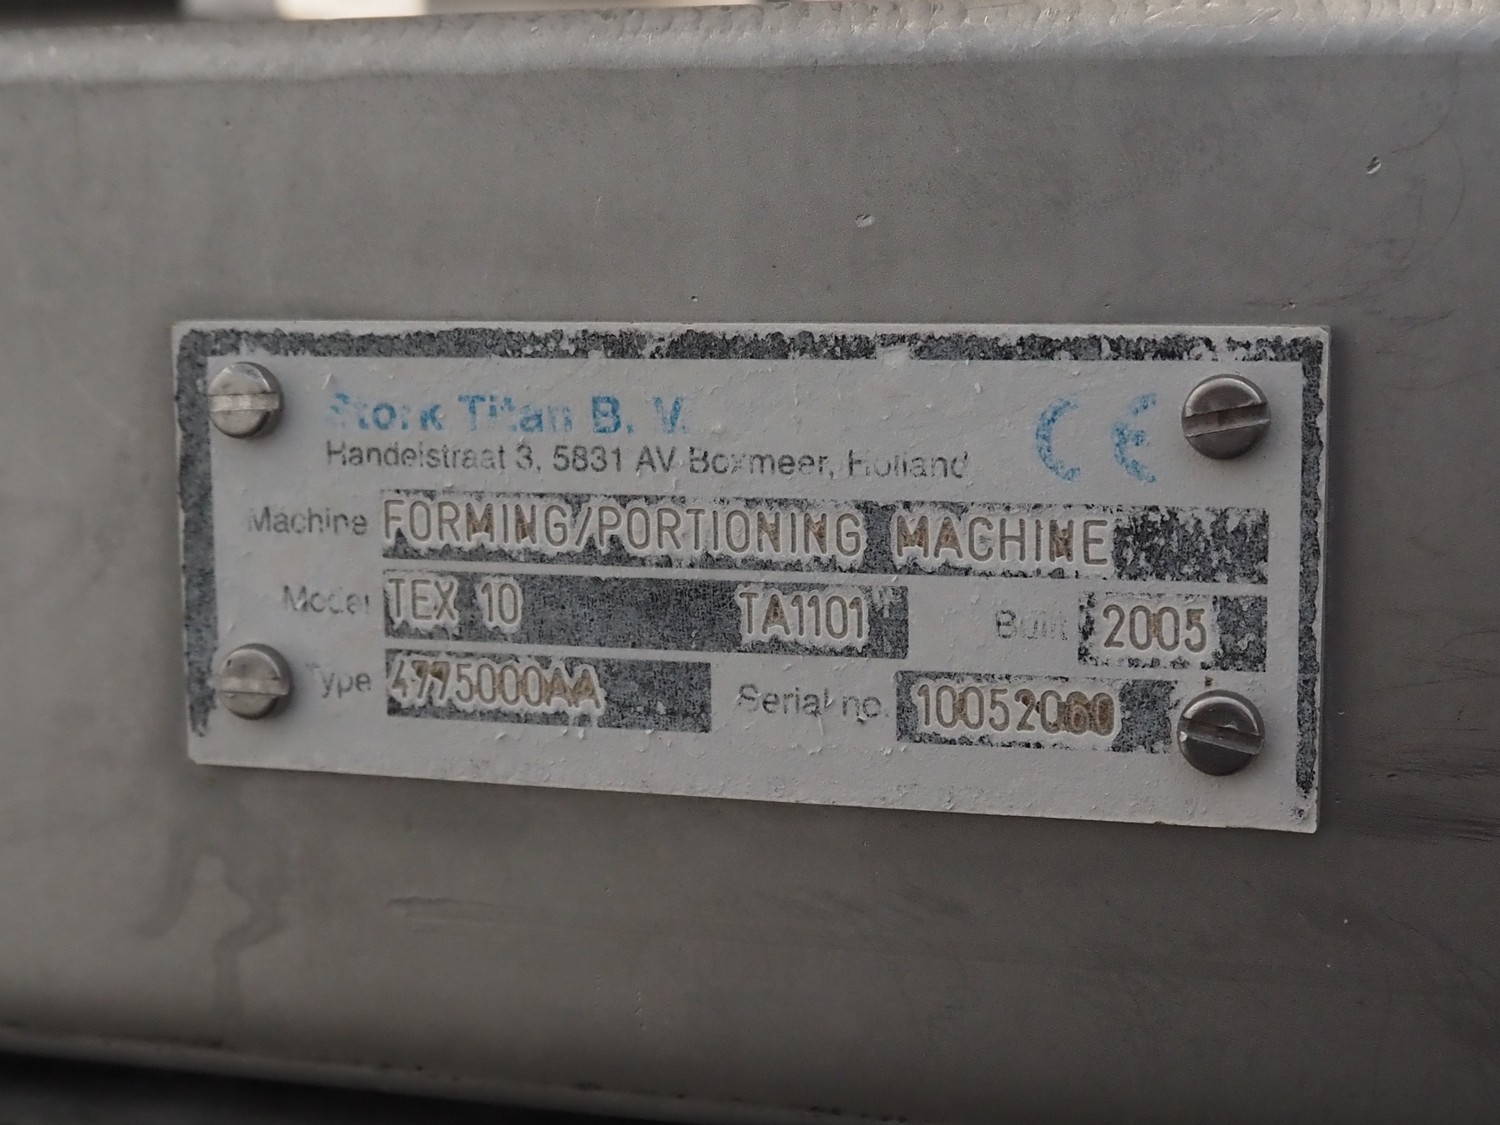 Stork Titan B.V.
Handelstraat 3, 5831 AV Boxmeer, Holland
CE
Machine FORMING/PORTIONING MACHINE
Model TEX 10 TA1101 Built 2005
Type 4775000AA Serial no. 10052060